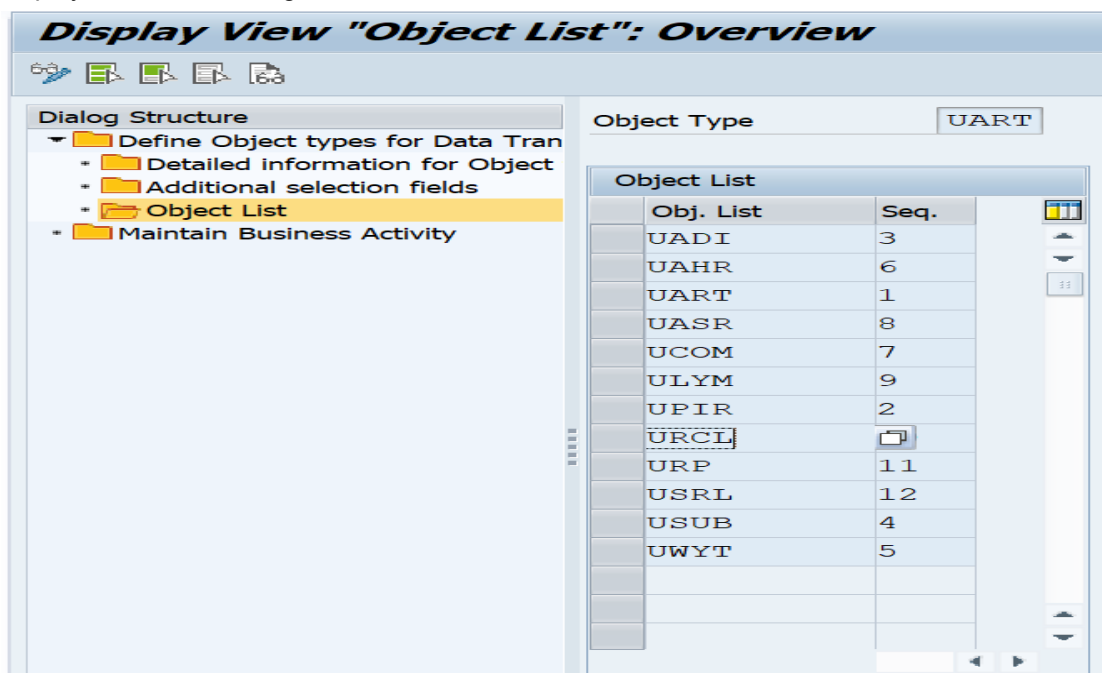 Display View "Object List": Overview
Dialog Structure
Define Object types for Data Tran
Detailed information for Object
Additional selection fields
Object List
Maintain Business Activity
Object Type UART
Object List
Obj. List Seq.
UADI 3
UAHR 6
UART 1
UASR 8
UCOM 7
ULYM 9
UPIR 2
URCL
URP 11
USRL 12
USUB 4
UWYT 5